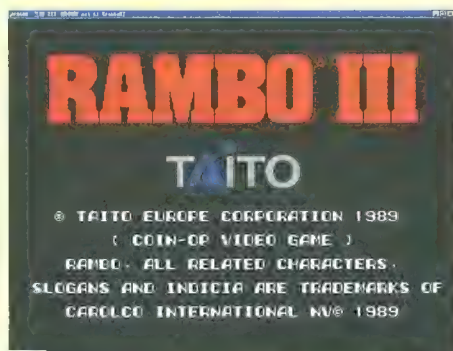 RAMBO III
TAITO
© TAITO EUROPE CORPORATION 1989
( COIN-OP VIDEO GAME )
RAMBO, ALL RELATED CHARACTERS,
SLOGANS AND INDICIA ARE TRADEMARKS OF
CAROLCO INTERNATIONAL NV© 1989